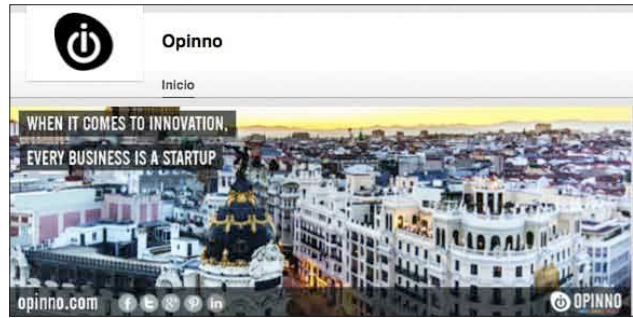 Opinno
Inicio
WHEN IT COMES TO INNOVATION,
EVERY BUSINESS IS A STARTUP
opinno.com
OPINNO